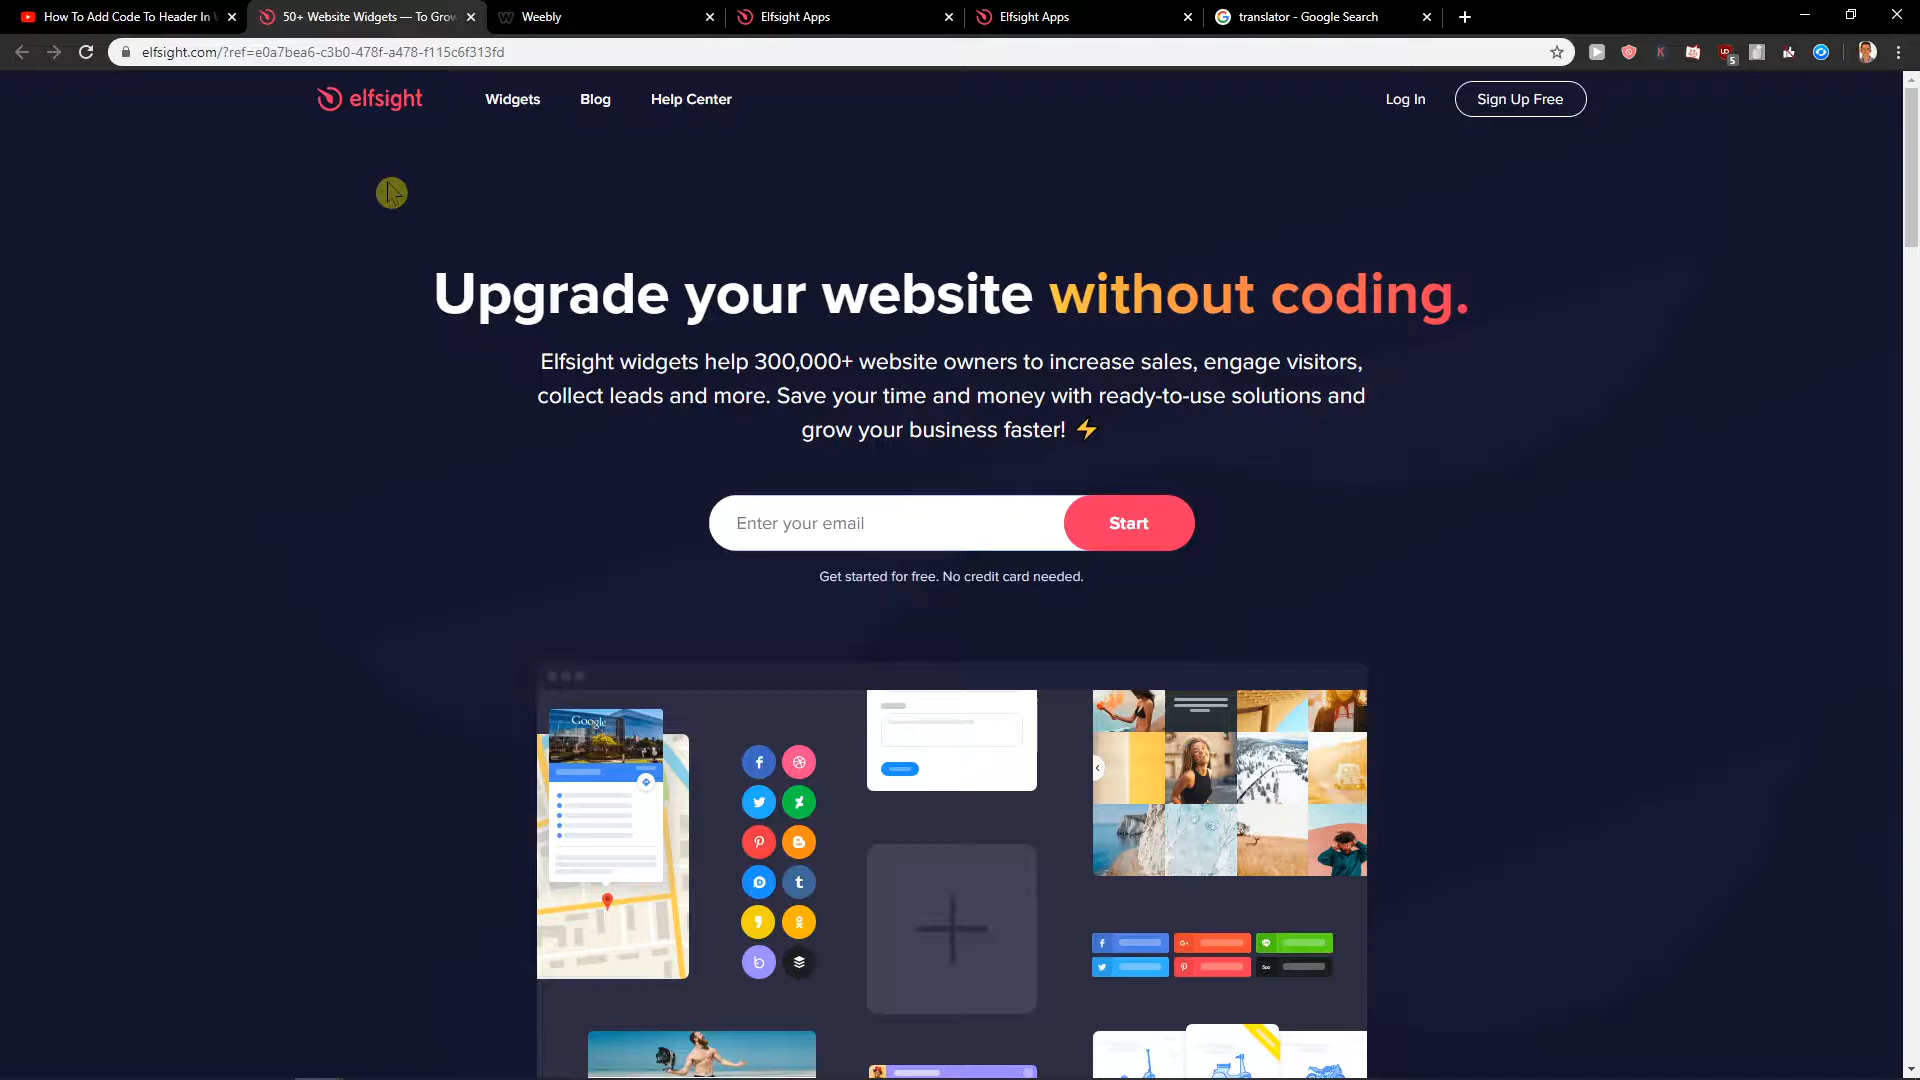 How To Add Code To Header In
50+ Website Widgets — To Grow
Weebly
Elfsight Apps
Elfsight Apps
translator - Google Search
elfsight.com/?ref=e0a7bea6-c3b0-478f-a478-f115c6f313fd
5
elfsight
Widgets
Blog
Help Center
Log In
Sign Up Free
Upgrade your website without coding.
Elfsight widgets help 300,000+ website owners to increase sales, engage visitors,
collect leads and more. Save your time and money with ready-to-use solutions and
grow your business faster! ⚡
Enter your email
Start
Get started for free. No credit card needed.
Google